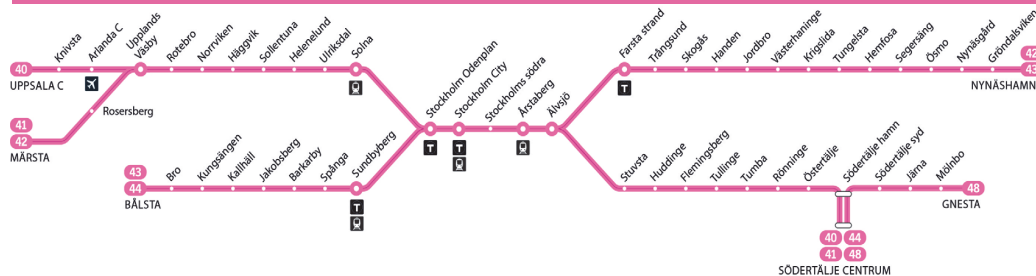 40
UPPSALA C
Knivsta
Arlanda C
Upplands
Väsby
Rotebro
Norrviken
Häggvik
Sollentuna
Helenelund
Ulriksdal
Solna
41
42
MÄRSTA
Rosersberg
43
44
BÅLSTA
Bro
Kungsängen
Kallhäll
Jakobsberg
Barkarby
Spånga
Sundbyberg
T
Stockholm Odenplan
T
Stockholm City
T
Stockholms södra
Årstaberg
Älvsjö
Farsta strand
T
Trångsund
Skogås
Handen
Jordbro
Västerhaninge
Krigslida
Tungelsta
Hemfosa
Segersäng
Ösmo
Nynäsgård
Gröndalsviken
42
43
NYNÄSHAMN
Stuvsta
Huddinge
Flemingsberg
Tullinge
Tumba
Rönninge
Östertälje
Södertälje hamn
Södertälje syd
Järna
Mölnbo
48
GNESTA
40 44
41 48
SÖDERTÄLJE CENTRUM